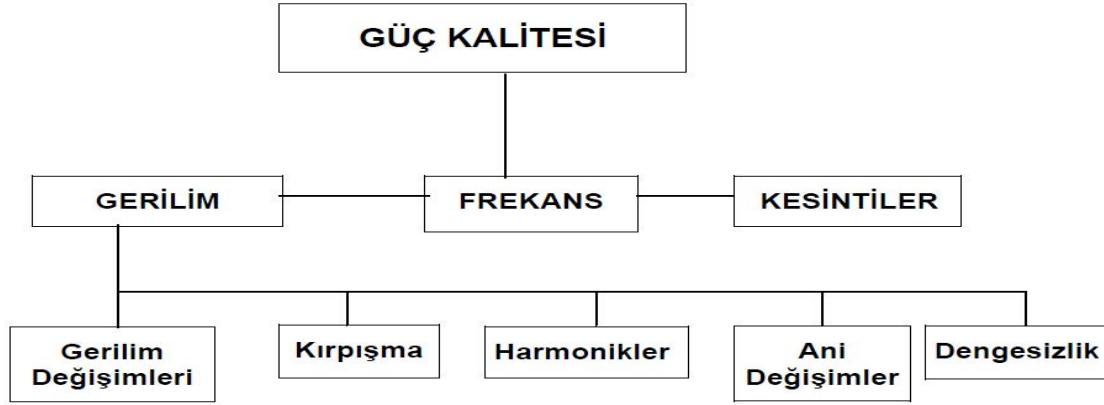 GÜÇ KALİTESİ
GERİLİM
FREKANS
KESİNTİLER
Gerilim
Değişimleri
Kırpışma
Harmonikler
Ani
Değişimler
Dengesizlik